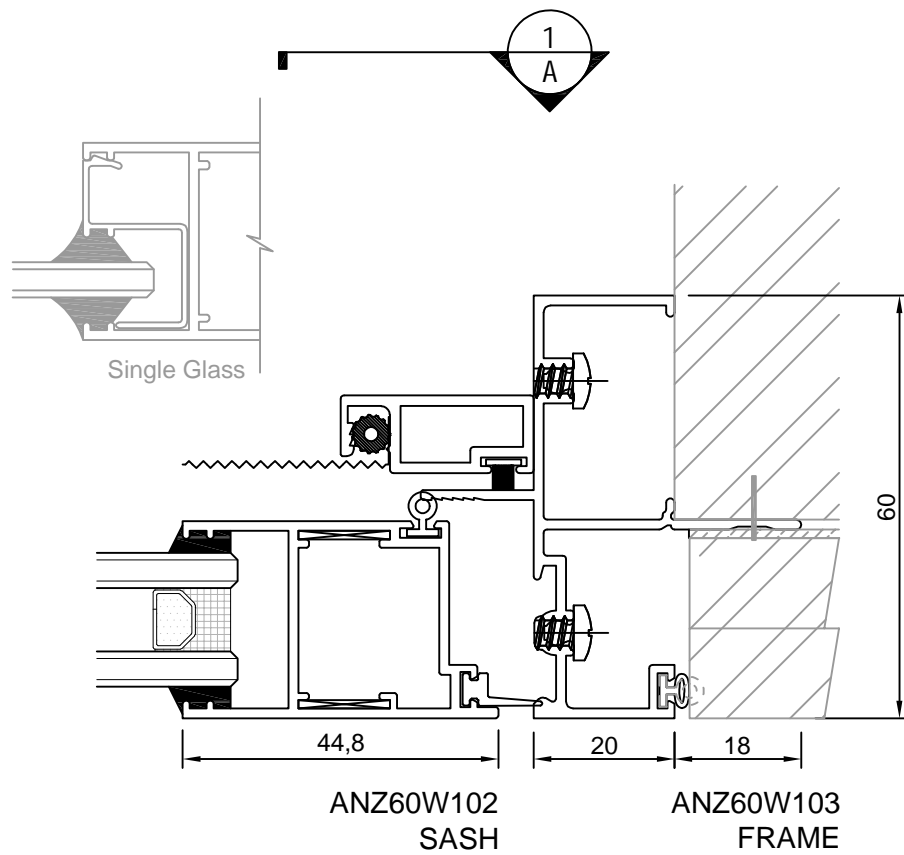 1
A
Single Glass
60
44,8
20
18
ANZ60W102
SASH
ANZ60W103
FRAME